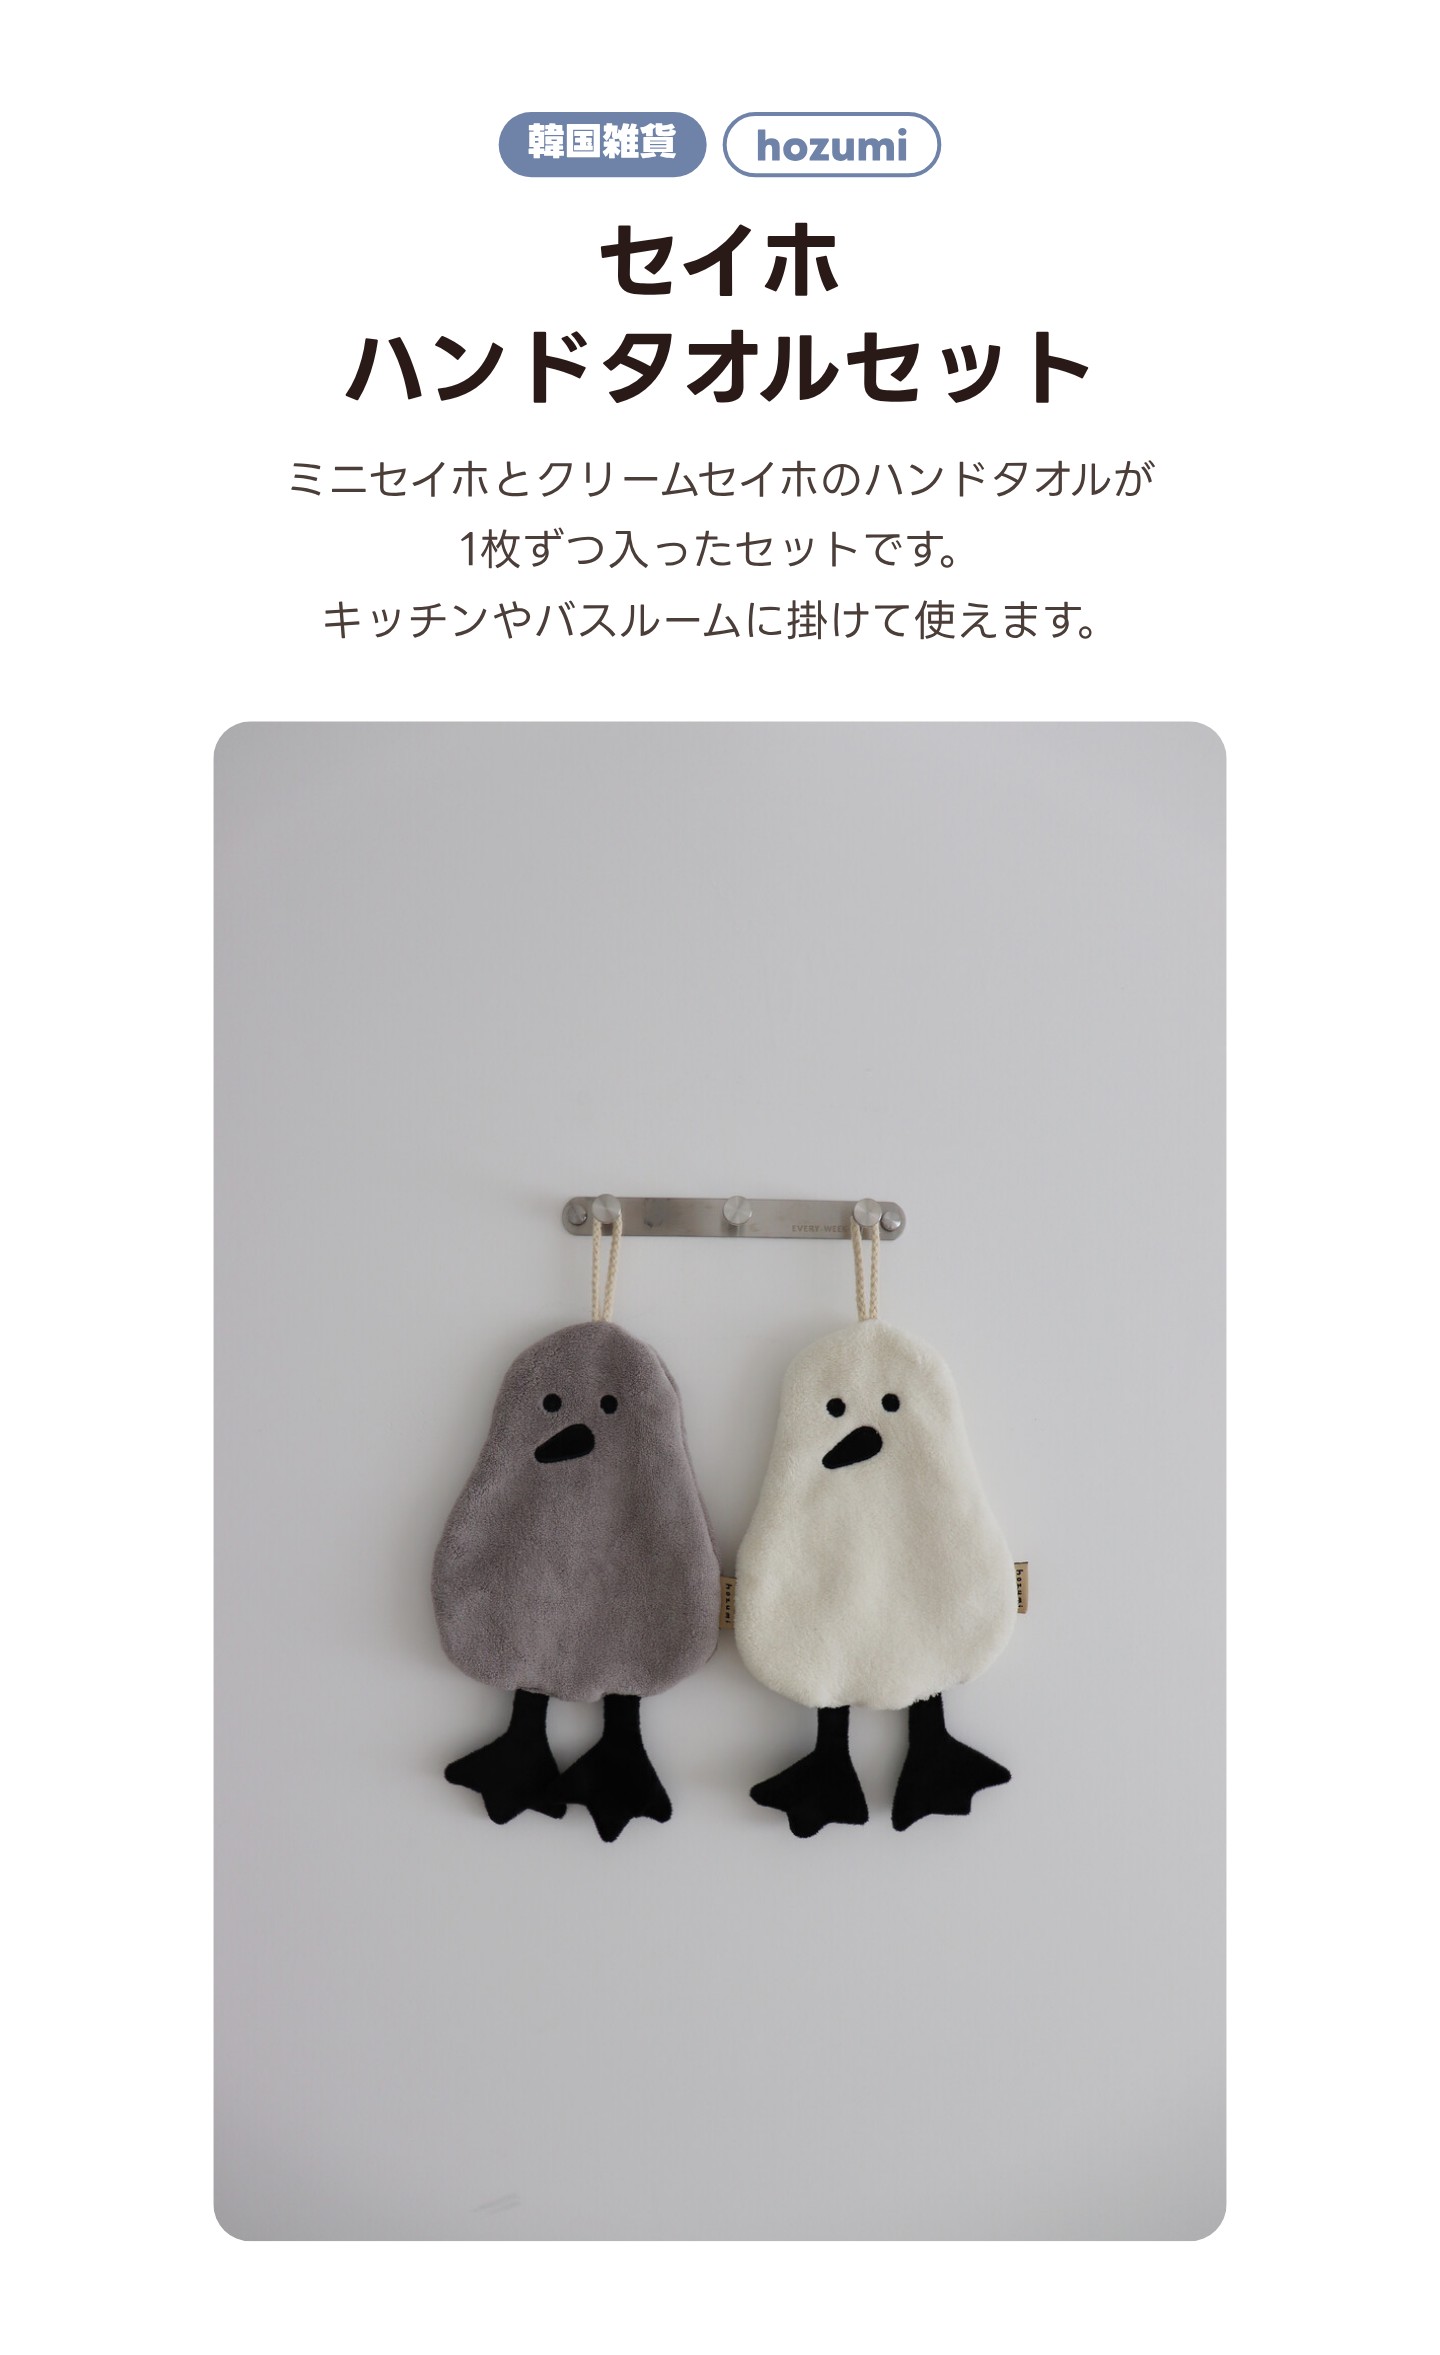 韓国雑貨 hozumi
セイホ
ハンドタオルセット
ミニセイホとクリームセイホのハンドタオルが
1枚ずつ入ったセットです。
キッチンやバスルームに掛けて使えます。
hozumi
hozumi